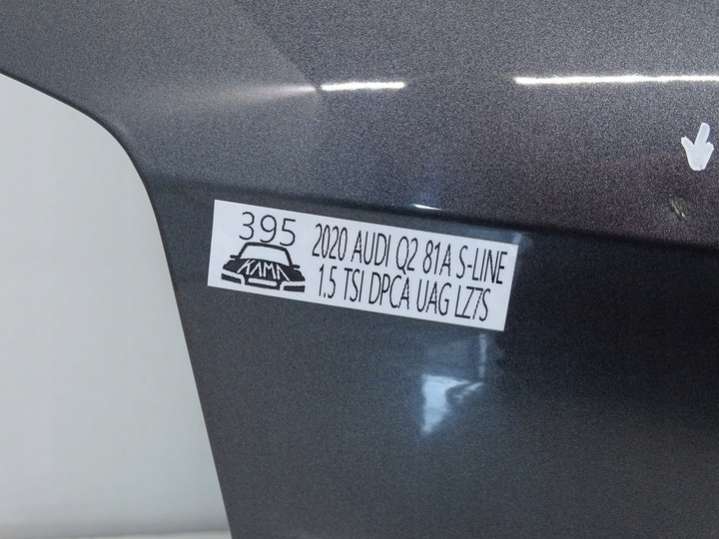 395
KAMA
2020 AUDI Q2 81A S-LINE
1.5 TSI DPCA UAG LZ7S